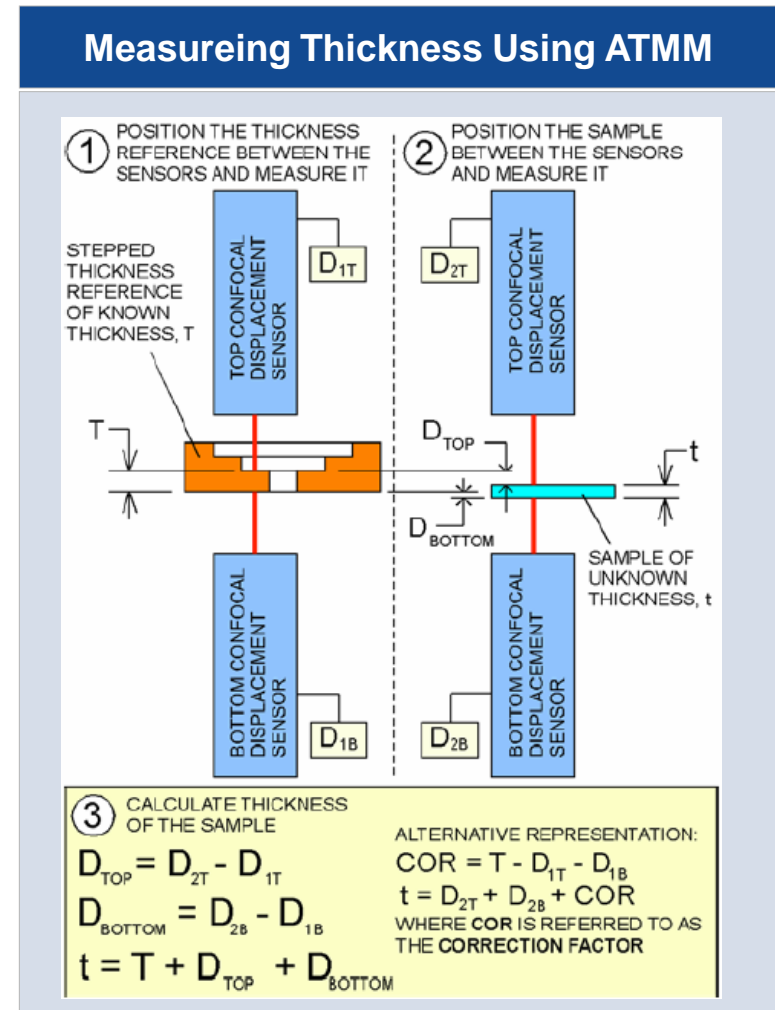 Measureing Thickness Using ATMM
1
POSITION THE THICKNESS
REFERENCE BETWEEN THE
SENSORS AND MEASURE IT
STEPPED
THICKNESS
REFERENCE
OF KNOWN
THICKNESS, T
TOP CONFOCAL
DISPLACEMENT
SENSOR
D1T
T
BOTTOM CONFOCAL
DISPLACEMENT
SENSOR
D1B
2
POSITION THE SAMPLE
BETWEEN THE SENSORS
AND MEASURE IT
D2T
TOP CONFOCAL
DISPLACEMENT
SENSOR
DTOP
t
DBOTTOM
SAMPLE OF
UNKNOWN
THICKNESS, t
BOTTOM CONFOCAL
DISPLACEMENT
SENSOR
D2B
3
CALCULATE THICKNESS
OF THE SAMPLE
DTOP = D2T - D1T
DBOTTOM = D2B - D1B
t = T + DTOP + DBOTTOM
ALTERNATIVE REPRESENTATION:
COR = T - D1T - D1B
t = D2T + D2B + COR
WHERE COR IS REFERRED TO AS
THE CORRECTION FACTOR